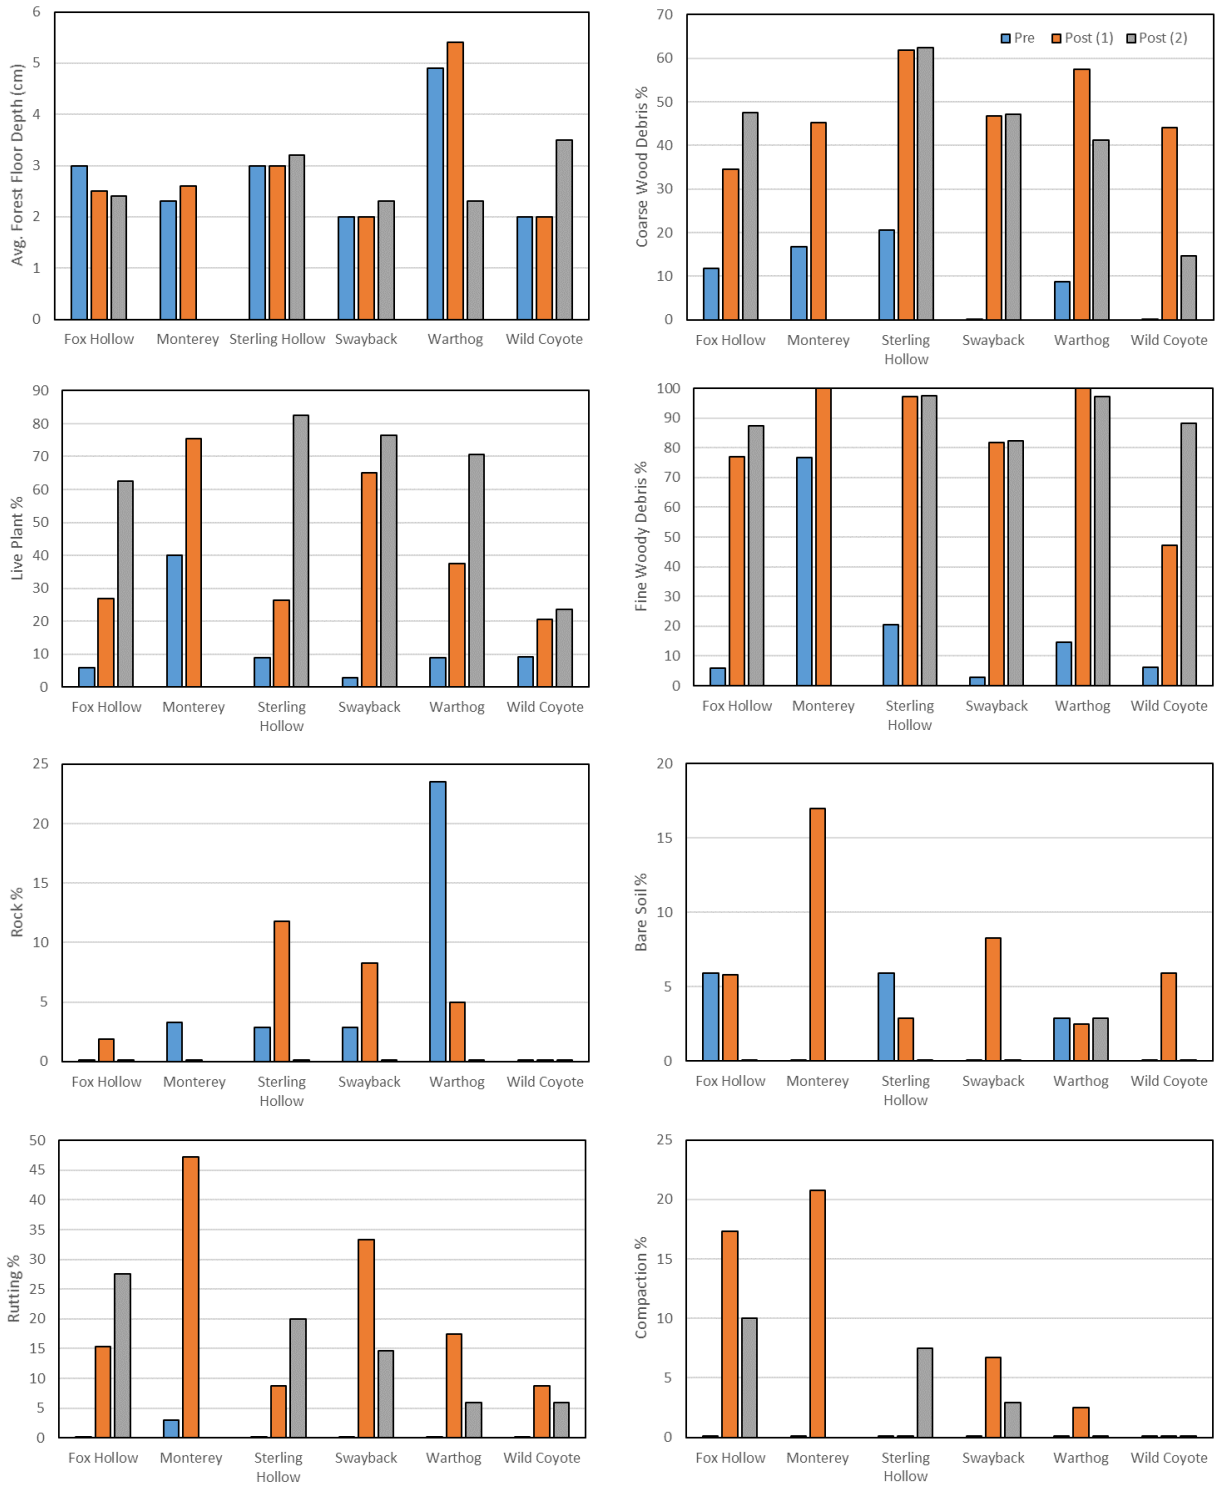 Avg. Forest Floor Depth (cm)
6
5
4
3
2
1
0
Fox Hollow Monterey Sterling Hollow Swayback Warthog Wild Coyote
Coarse Wood Debris %
70
60
50
40
30
20
10
0
Pre Post (1) Post (2)
Fox Hollow Monterey Sterling Swayback Warthog Wild Coyote
Hollow
Live Plant %
90
80
70
60
50
40
30
20
10
0
Fox Hollow Monterey Sterling Swayback Warthog Wild Coyote
Hollow
Fine Woody Debris %
100
90
80
70
60
50
40
30
20
10
0
Fox Hollow Monterey Sterling Swayback Warthog Wild Coyote
Hollow
Rock %
25
20
15
10
5
0
Fox Hollow Monterey Sterling Swayback Warthog Wild Coyote
Hollow
Bare Soil %
20
15
10
5
0
Fox Hollow Monterey Sterling Swayback Warthog Wild Coyote
Hollow
Rutting %
50
45
40
35
30
25
20
15
10
5
0
Fox Hollow Monterey Sterling Swayback Warthog Wild Coyote
Hollow
Compaction %
25
20
15
10
5
0
Fox Hollow Monterey Sterling Swayback Warthog Wild Coyote
Hollow